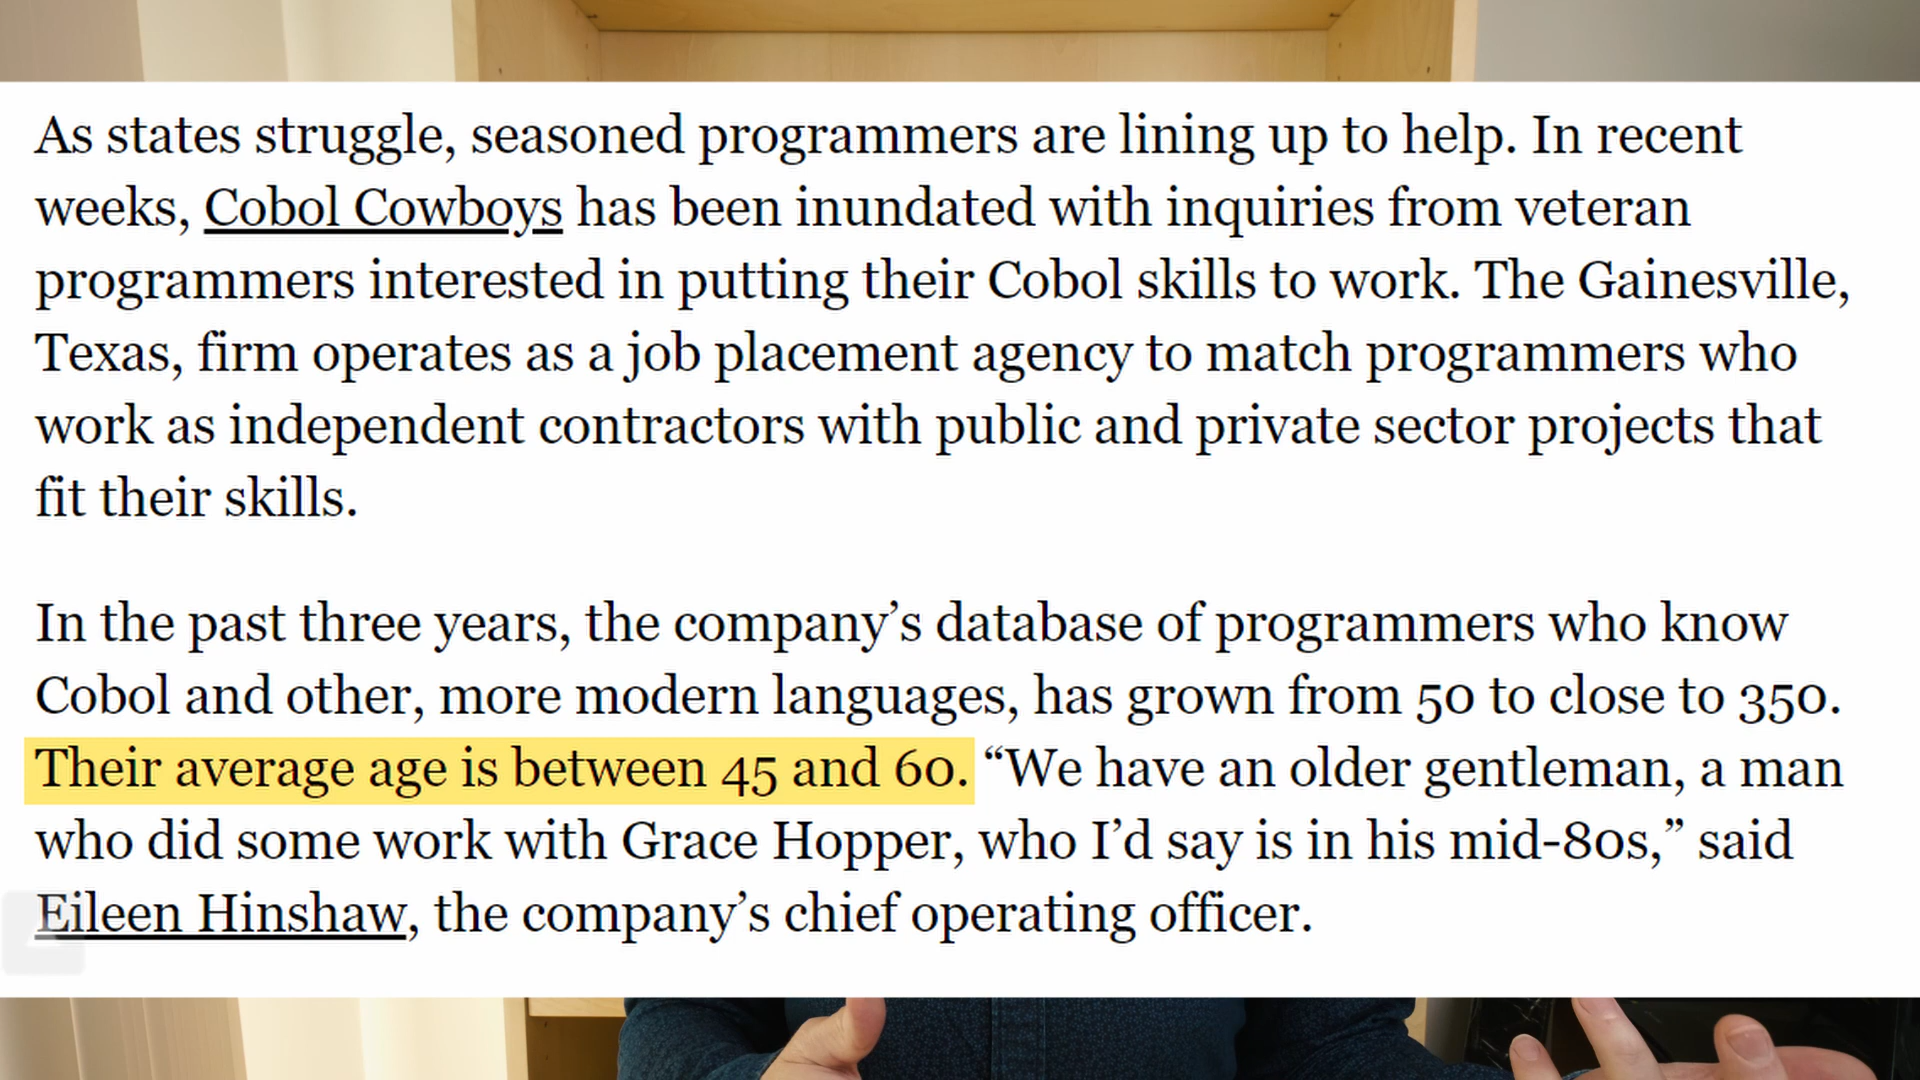 As states struggle, seasoned programmers are lining up to help. In recent
weeks, Cobol Cowboys has been inundated with inquiries from veteran
programmers interested in putting their Cobol skills to work. The Gainesville,
Texas, firm operates as a job placement agency to match programmers who
work as independent contractors with public and private sector projects that
fit their skills.
In the past three years, the company’s database of programmers who know
Cobol and other, more modern languages, has grown from 50 to close to 350.
Their average age is between 45 and 60. “We have an older gentleman, a man
who did some work with Grace Hopper, who I’d say is in his mid-80s,” said
Eileen Hinshaw, the company’s chief operating officer.